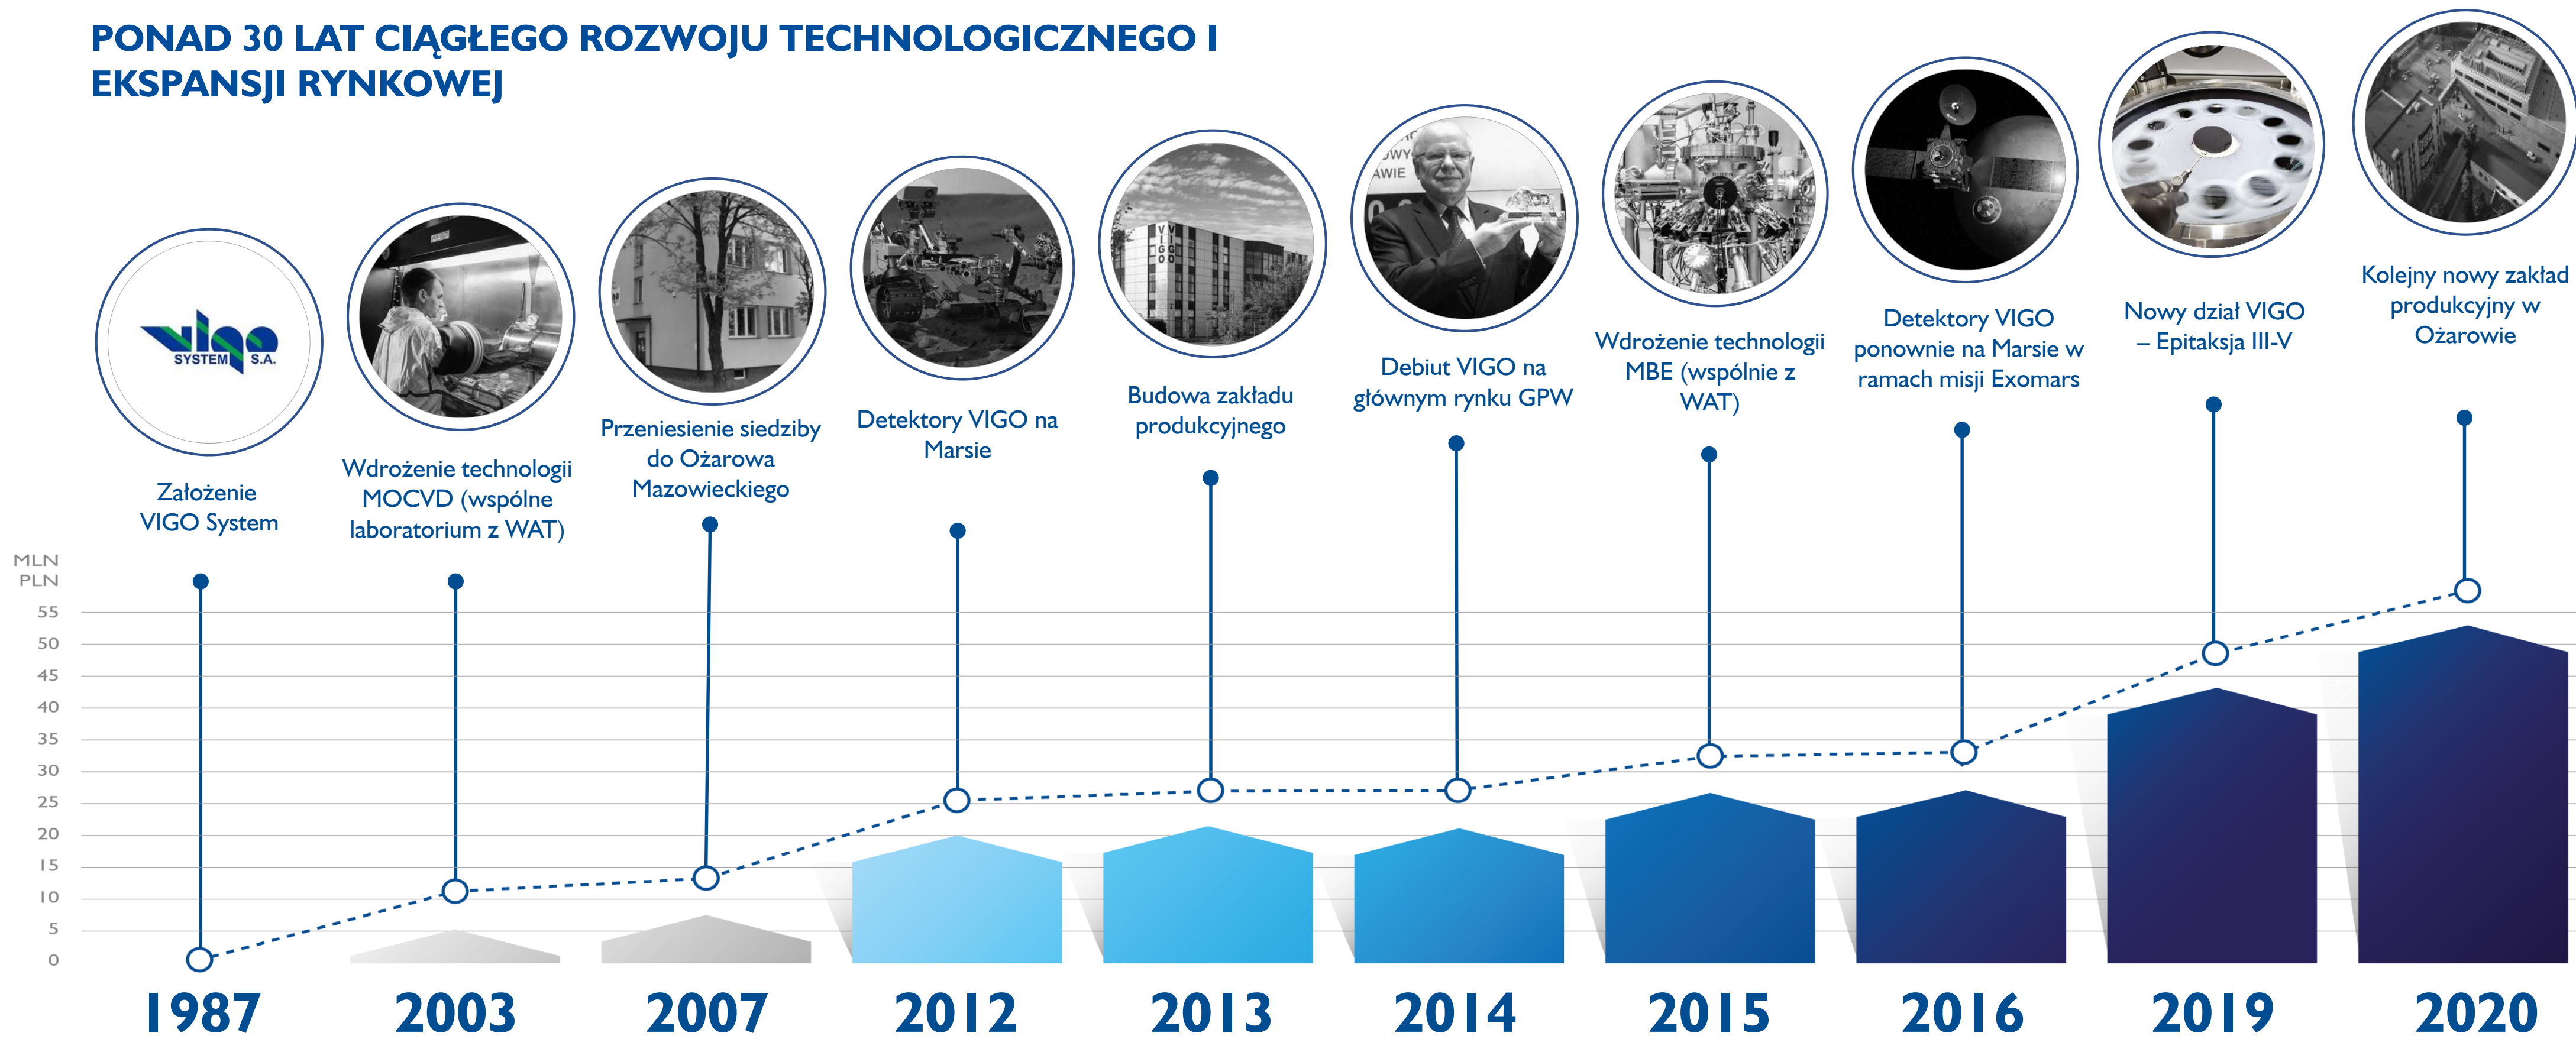 PONAD 30 LAT CIĄGŁEGO ROZWOJU TECHNOLOGICZNEGO I
EKSPANSJI RYNKOWEJ
vigo
SYSTEM S.A.
Założenie
VIGO System
Wdrożenie technologii
MOCVD (wspólne
laboratorium z WAT)
Przeniesienie siedziby
do Ożarowa
Mazowieckiego
Detektory VIGO na
Marsie
VIGO
VIGO
Budowa zakładu
produkcyjnego
OWY
AWIE
Debiut VIGO na
głównym rynku GPW
Wdrożenie technologii
MBE (wspólnie z
WAT)
Detektory VIGO
ponownie na Marsie w
ramach misji Exomars
Nowy dział VIGO
– Epitaksja III-V
Kolejny nowy zakład
produkcyjny w
Ożarowie
MLN
PLN
55
50
45
40
35
30
25
20
15
10
5
0
1987
2003
2007
2012
2013
2014
2015
2016
2019
2020